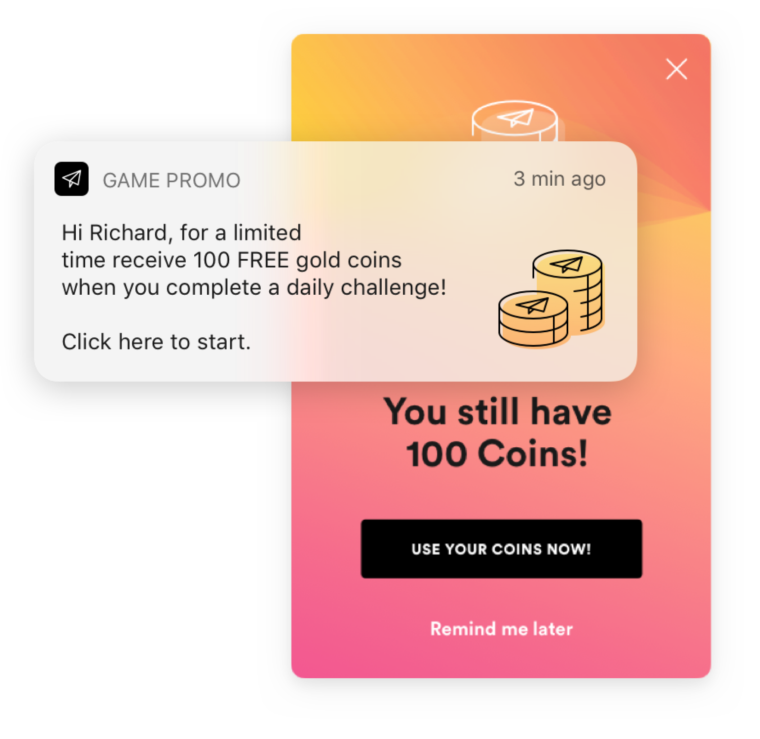 GAME PROMO
3 min ago
Hi Richard, for a limited
time receive 100 FREE gold coins
when you complete a daily challenge!
Click here to start.
You still have
100 Coins!
USE YOUR COINS NOW!
Remind me later